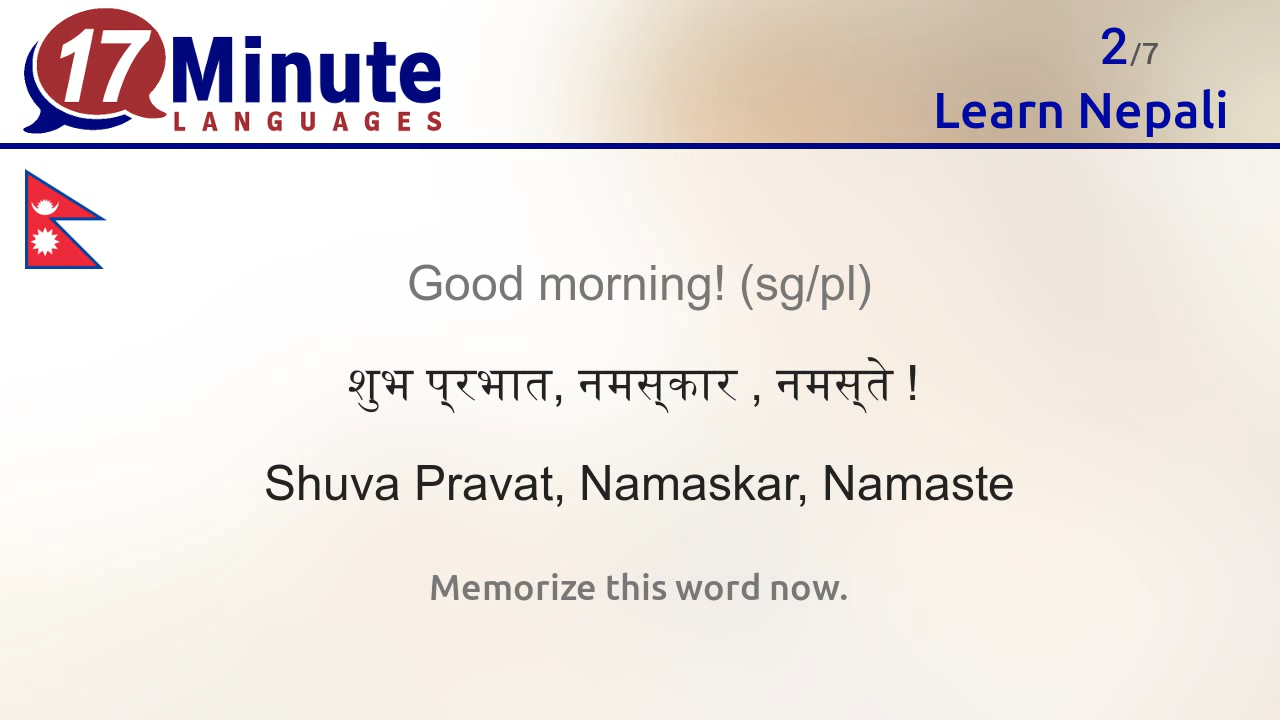 17 Minute
LANGUAGES
2/7
Learn Nepali
Good morning! (sg/pl)
शुभ प्‌रभात, नमस्‌कार , नमस्‌ते !
Shuva Pravat, Namaskar, Namaste
Memorize this word now.